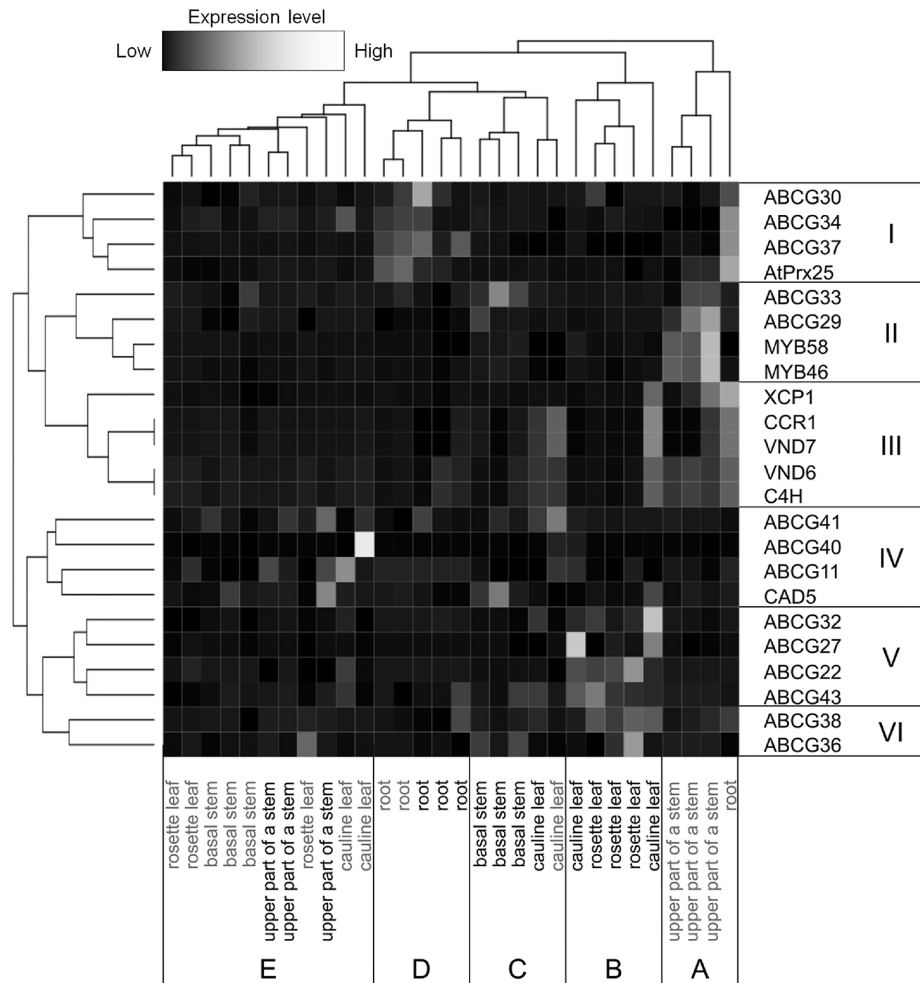 Expression level
Low
High
ABCG30
ABCG34
ABCG37
AtPrx25
I
ABCG33
ABCG29
MYB58
MYB46
II
XCP1
CCR1
VND7
VND6
C4H
III
ABCG41
ABCG40
ABCG11
CAD5
IV
ABCG32
ABCG27
ABCG22
ABCG43
V
ABCG38
ABCG36
VI
rosette leaf
rosette leaf
basal stem
basal stem
basal stem
upper part of a stem
upper part of a stem
rosette leaf
upper part of a stem
cauline leaf
cauline leaf
root
root
root
root
root
basal stem
basal stem
basal stem
cauline leaf
cauline leaf
cauline leaf
rosette leaf
rosette leaf
rosette leaf
cauline leaf
upper part of a stem
upper part of a stem
upper part of a stem
root
E
D
C
B
A